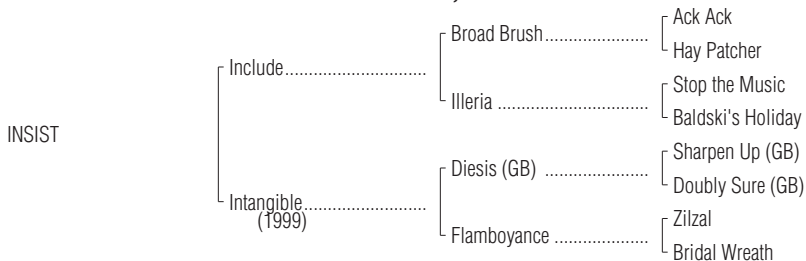 Ack Ack
Broad Brush.....................
Hay Patcher
Include............................
Stop the Music
Illeria ..............................
Baldski's Holiday
INSIST
Sharpen Up (GB)
Diesis (GB) .....................
Doubly Sure (GB)
Intangible........................
(1999)
Zilzal
Flamboyance ...................
Bridal Wreath